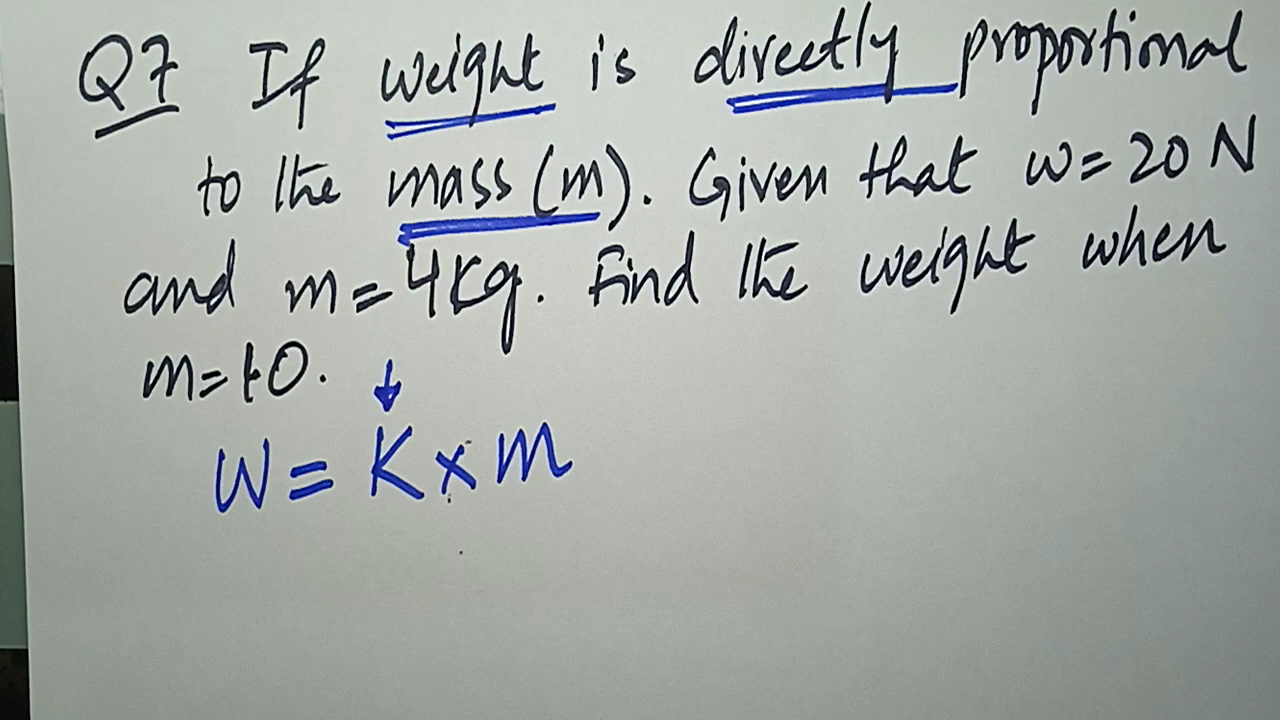 Q7 If weight is directly proportional
to the mass (m). Given that w = 20 N
and m = 4Kg. Find the weight when
m = 10.
W = K x m